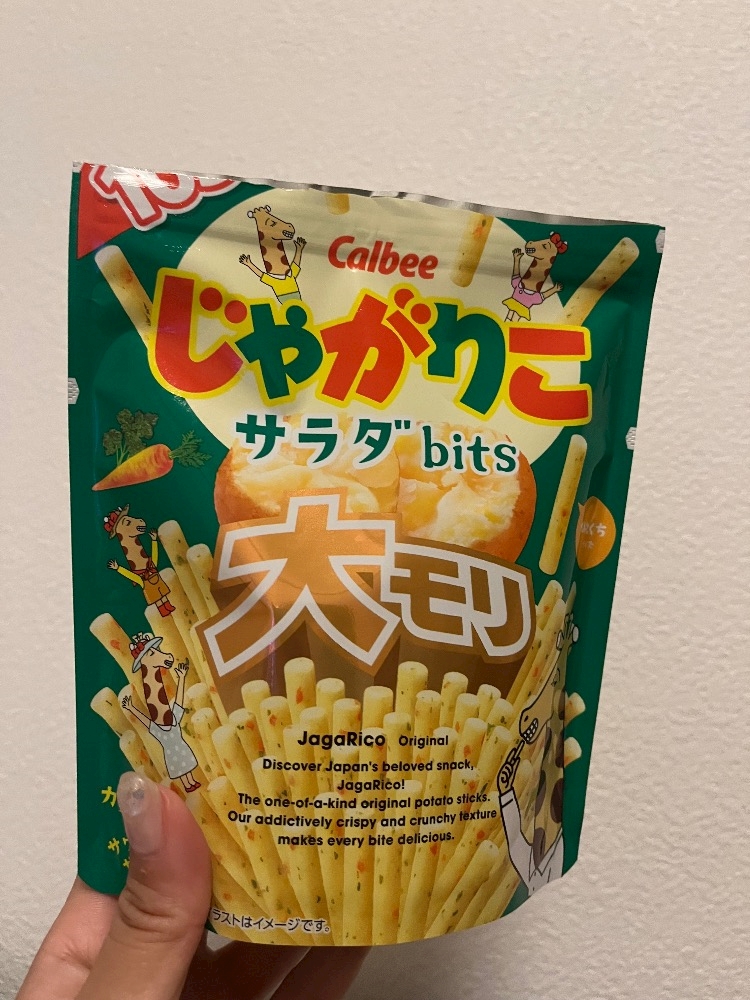 Calbee
じゃがりこ
サラダbits
大モリ
JagaRico Original
Discover Japan's beloved snack,
JagaRico!
The one-of-a-kind original potato sticks.
Our addictively crispy and crunchy texture
makes every bite delicious.
ラストはイメージです。